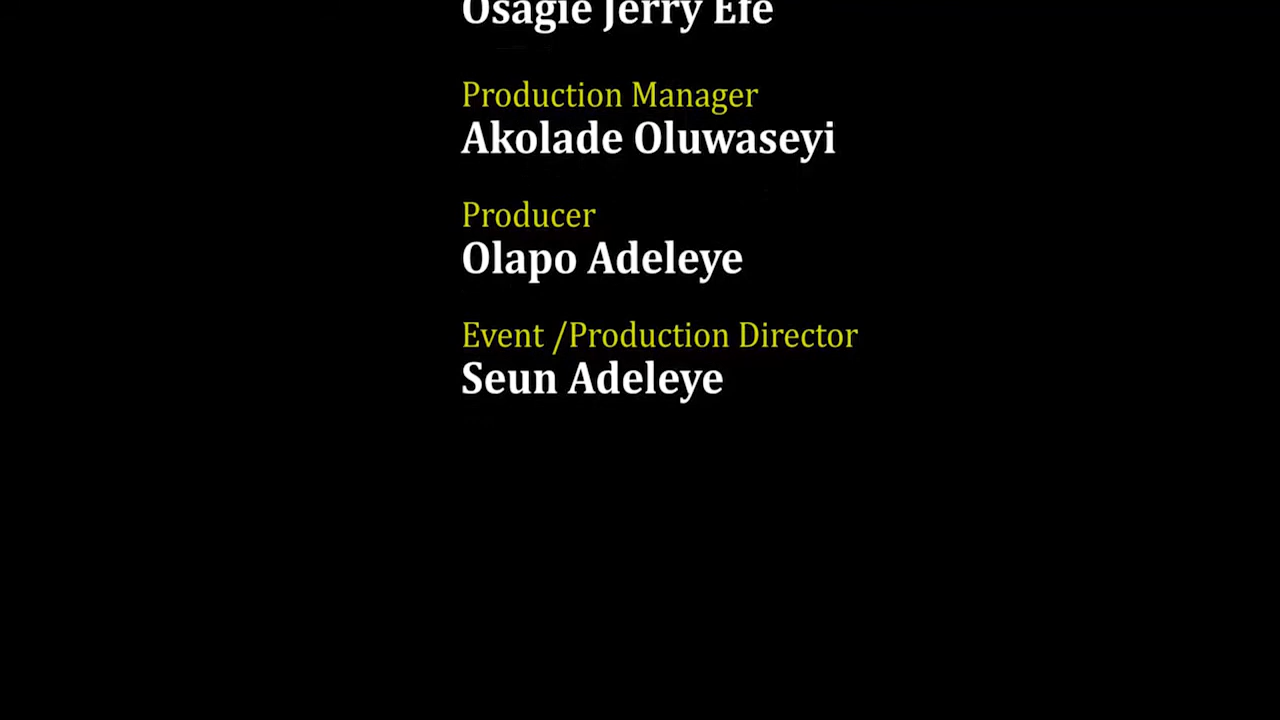 Osagie Jerry Efe
Production Manager
Akolade Oluwaseyi
Producer
Olapo Adeleye
Event /Production Director
Seun Adeleye